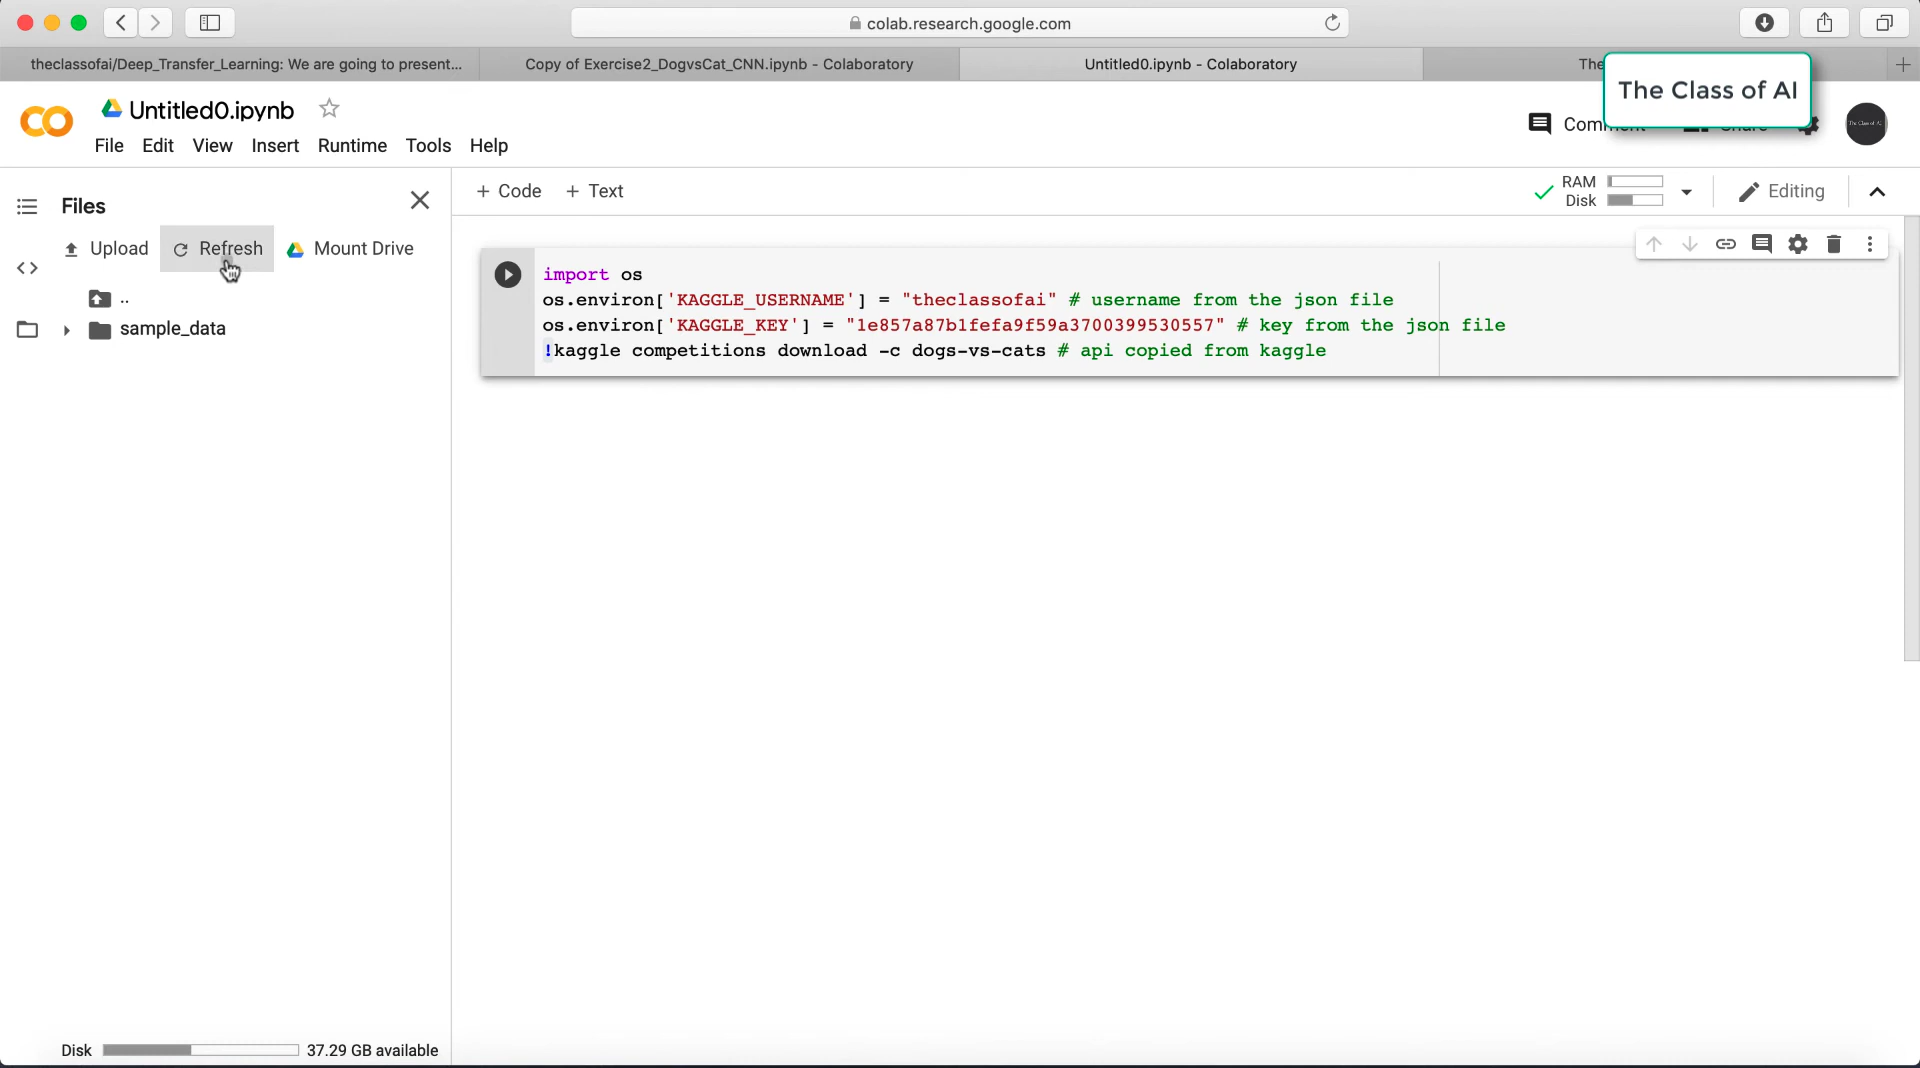 colab.research.google.com
theclassofai/Deep_Transfer_Learning: We are going to present...
Copy of Exercise2_DogvsCat_CNN.ipynb - Colaboratory
Untitled0.ipynb - Colaboratory
The
The Class of AI
Untitled0.ipynb
File Edit View Insert Runtime Tools Help
Comment
Share
Files
Upload Refresh Mount Drive
..
sample_data
+ Code + Text
RAM
Disk
Editing
import os
os.environ['KAGGLE_USERNAME'] = "theclassofai" # username from the json file
os.environ['KAGGLE_KEY'] = "1e857a87b1fefa9f59a3700399530557" # key from the json file
!kaggle competitions download -c dogs-vs-cats # api copied from kaggle
Disk 37.29 GB available